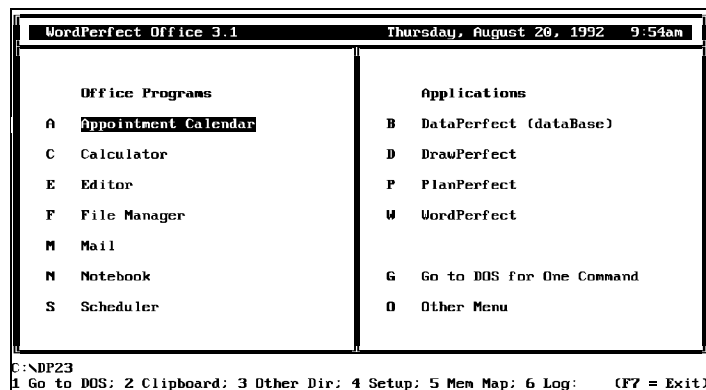 WordPerfect Office 3.1 Thursday, August 20, 1992 9:54am
Office Programs Applications
A Appointment Calendar B DataPerfect (dataBase)
C Calculator D DrawPerfect
E Editor P PlanPerfect
F File Manager W WordPerfect
M Mail
N Notebook G Go to DOS for One Command
S Scheduler O Other Menu
C:\DP23
1 Go to DOS; 2 Clipboard; 3 Other Dir; 4 Setup; 5 Mem Map; 6 Log: (F7 = Exit)